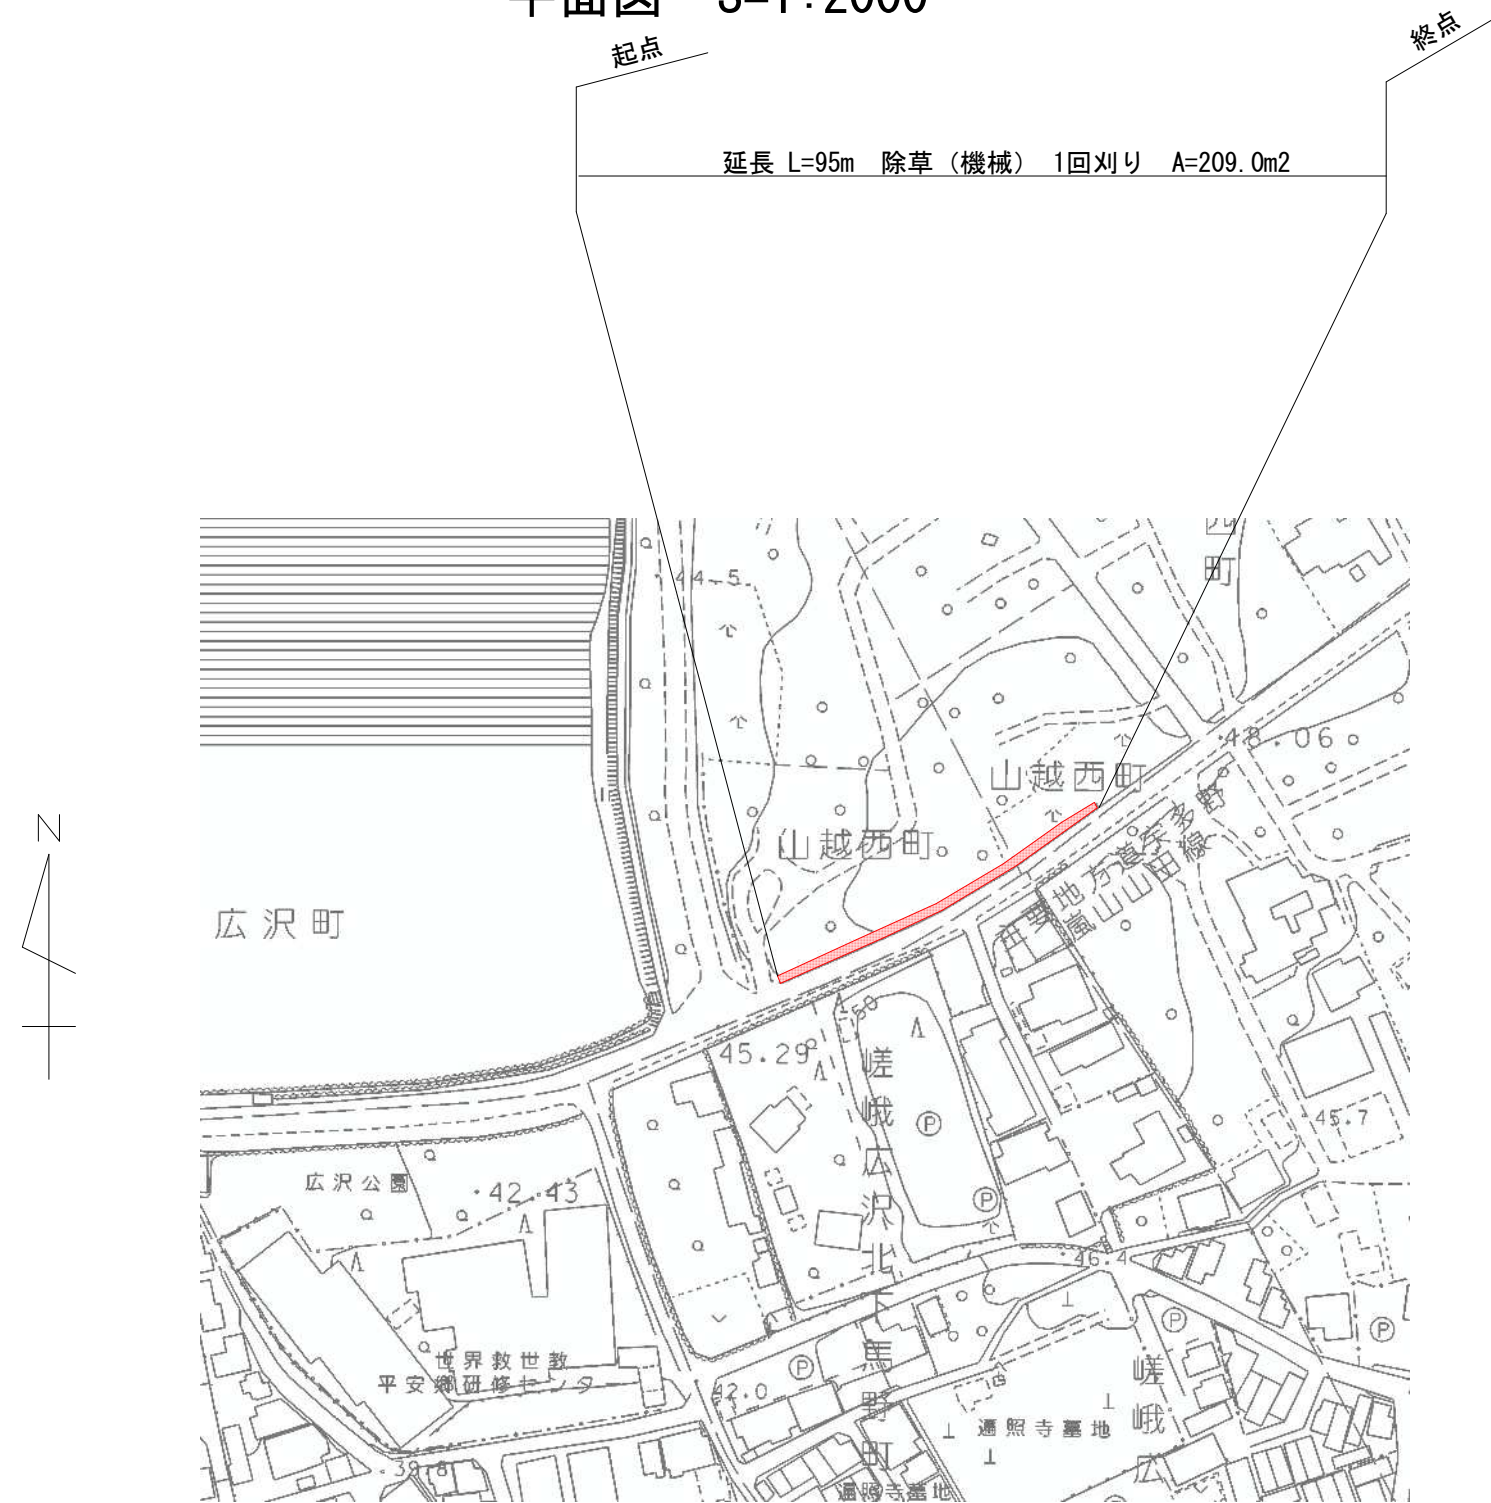 平面図 S=1:2000
起点
終点
延長 L=95m 除草（機械） 1回刈り A=209.0m2
44-5
西町
48.06
山越西町
山越西町
主要地方道宇多野
嵐山山田線
N
広沢町
50
45.29
嵯峨広沢北下馬野町
P
45.7
広沢公園
42.43
P
46.4
P
P
世界救世教
平安郷研修センター
P
42.0
嵯峨広
遍照寺墓地
39.8
遍照寺墓地